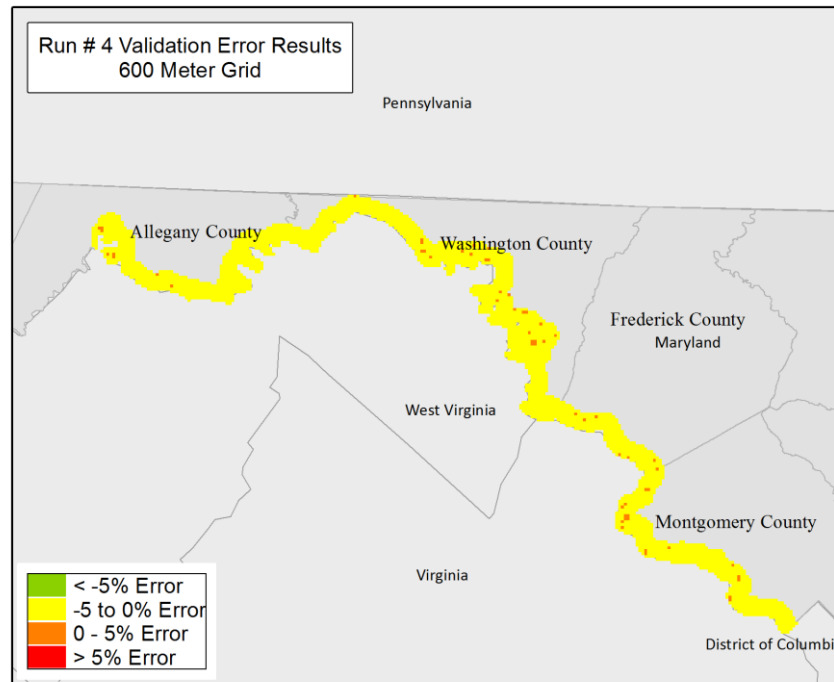 Run # 4 Validation Error Results
600 Meter Grid
Pennsylvania
Allegany County
Washington County
Frederick County
Maryland
West Virginia
Montgomery County
Virginia
District of Columbi
< -5% Error
-5 to 0% Error
0 - 5% Error
> 5% Error